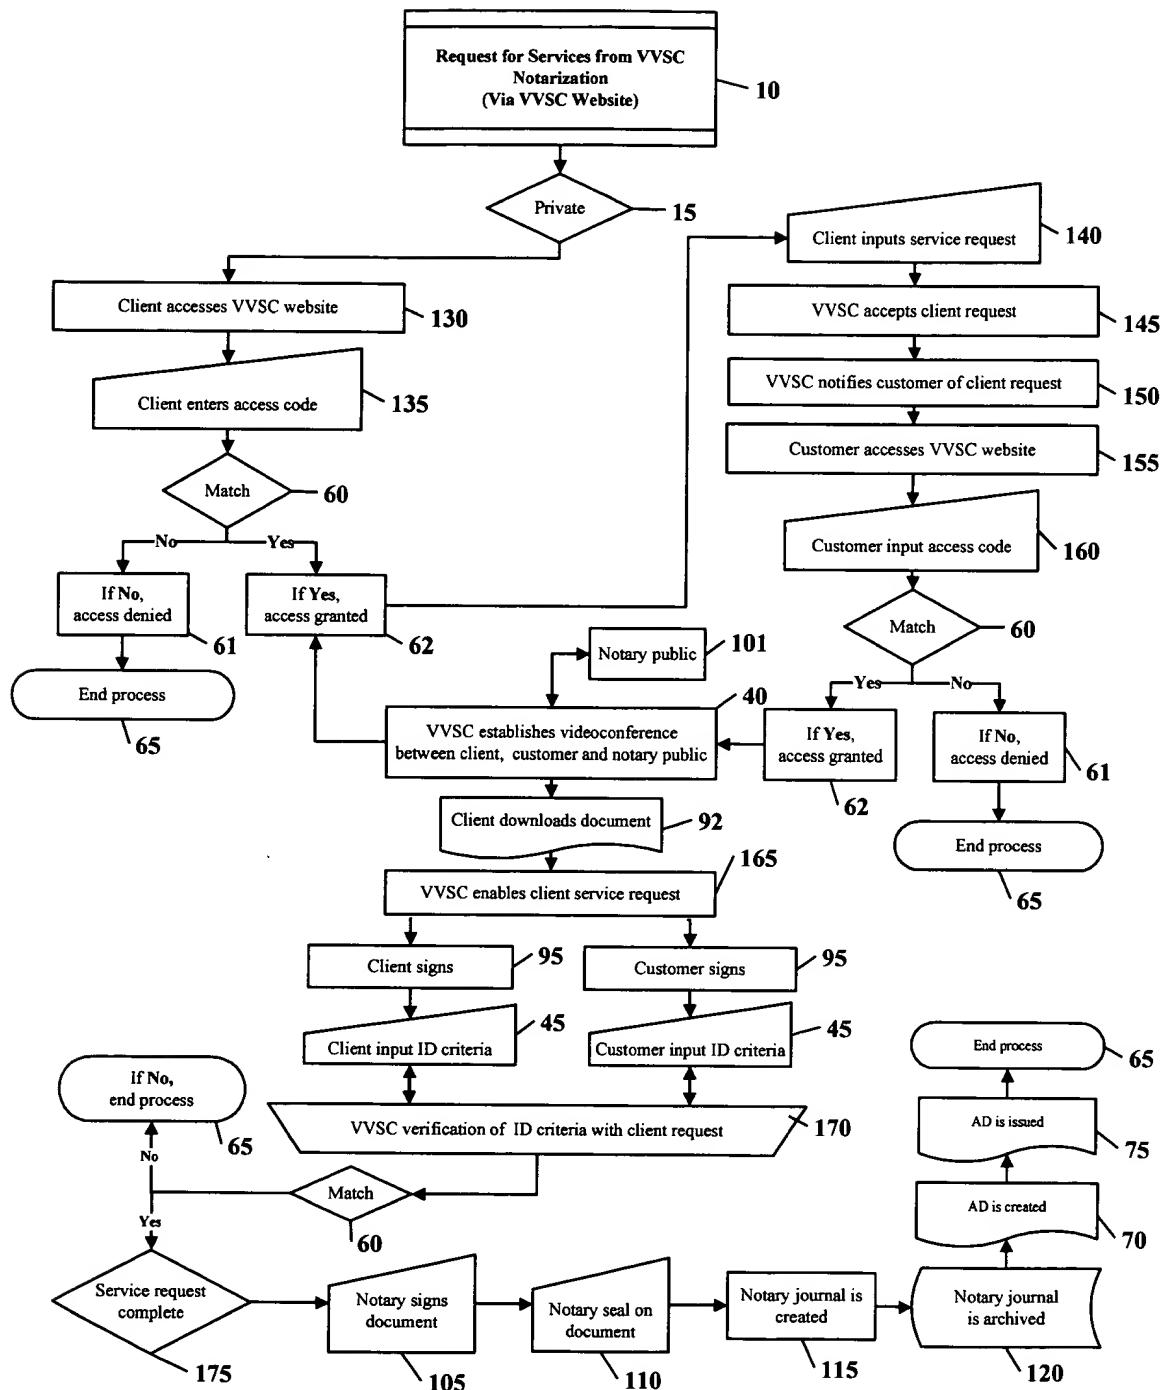 Request for Services from VVSC
Notarization
(Via VVSC Website)
10
Private
15
Client accesses VVSC website
130
Client enters access code
135
Match
60
No
Yes
If No,
access denied
61
If Yes,
access granted
62
End process
65
Client inputs service request
140
VVSC accepts client request
145
VVSC notifies customer of client request
150
Customer accesses VVSC website
155
Customer input access code
160
Match
60
Yes
No
If Yes,
access granted
62
If No,
access denied
61
End process
65
Notary public
101
VVSC establishes videoconference
between client, customer and notary public
40
Client downloads document
92
VVSC enables client service request
165
Client signs
95
Customer signs
95
Client input ID criteria
45
Customer input ID criteria
45
VVSC verification of ID criteria with client request
170
Match
60
If No,
end process
65
No
Yes
Service request
complete
175
Notary signs
document
105
Notary seal on
document
110
Notary journal is
created
115
Notary journal
is archived
120
AD is created
70
AD is issued
75
End process
65